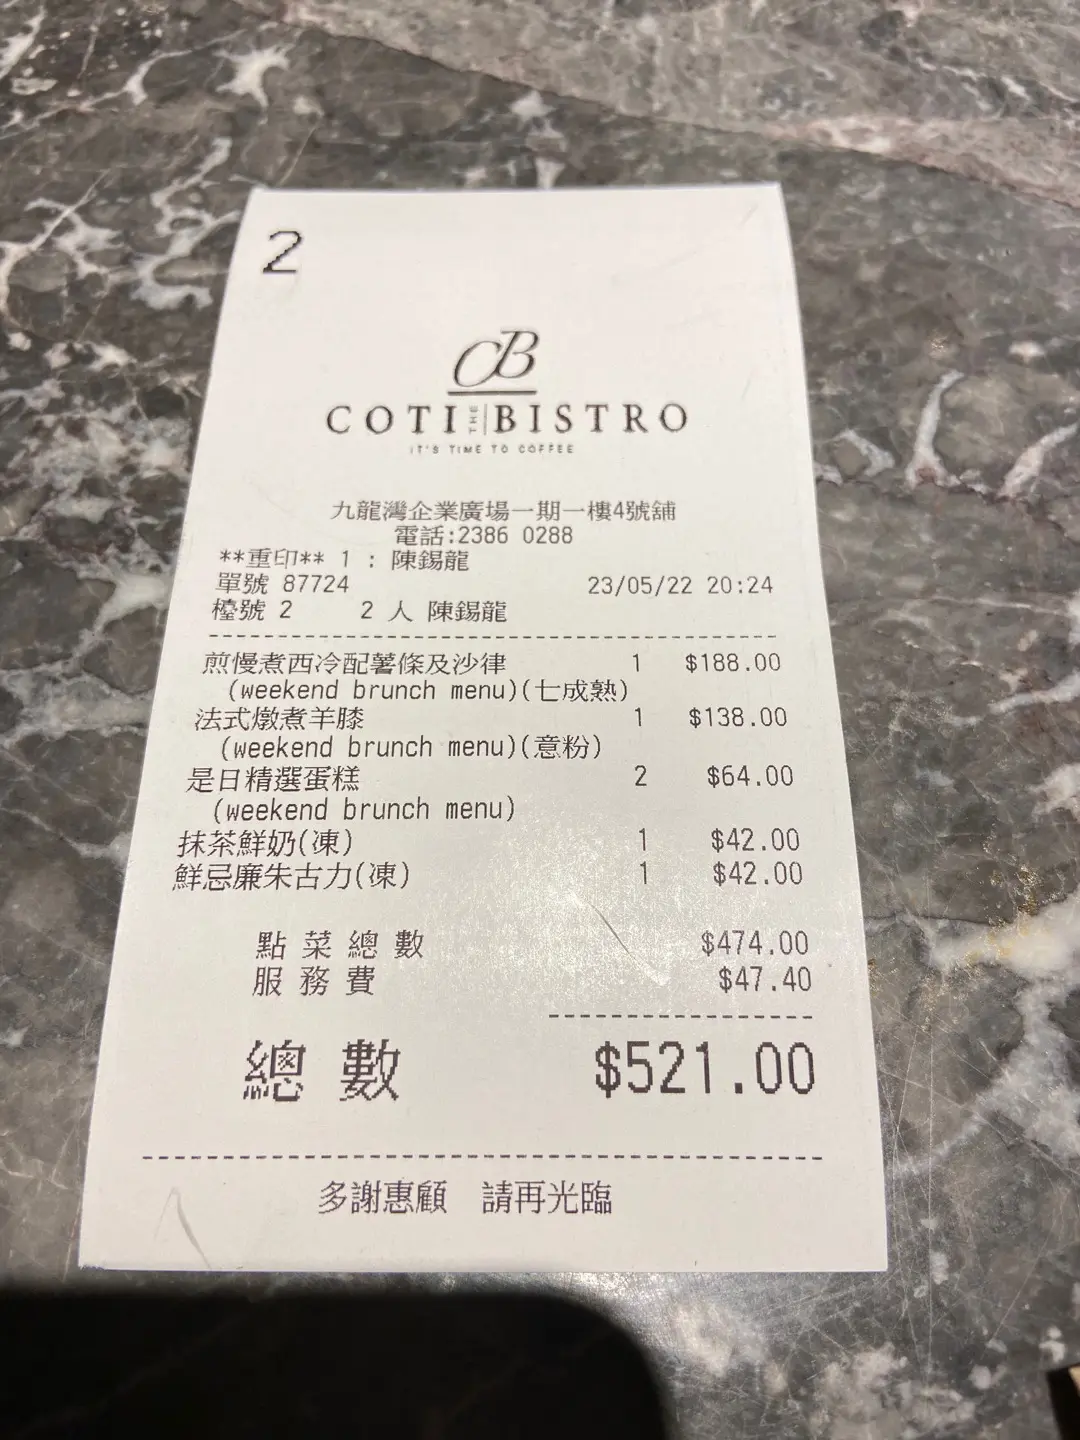 2
CB
COTI THE BISTRO
IT'S TIME TO COFFEE
九龍灣企業廣場一期一樓4號舖
電話:2386 0288
**重印** 1 : 陳錫龍
單號 87724 23/05/22 20:24
檯號 2 2 人 陳錫龍
煎慢煮西冷配薯條及沙律 1 $188.00
(weekend brunch menu)(七成熟)
法式燉煮羊膝 1 $138.00
(weekend brunch menu)(意粉)
是日精選蛋糕 2 $64.00
(weekend brunch menu)
抹茶鮮奶(凍) 1 $42.00
鮮忌廉朱古力(凍) 1 $42.00
點菜總數 $474.00
服務費 $47.40
總數 $521.00
多謝惠顧 請再光臨